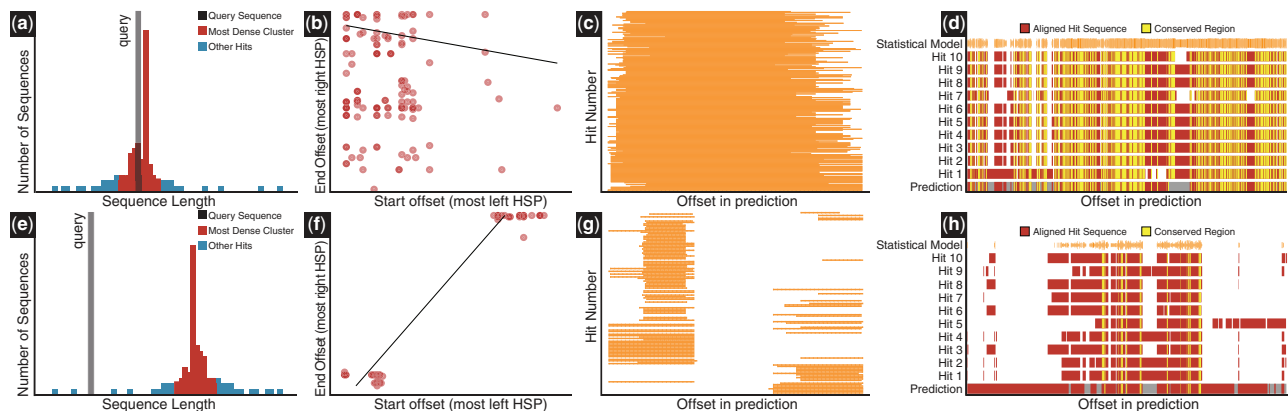 (a)
Query Sequence
Most Dense Cluster
Other Hits
query
Number of Sequences
Sequence Length
(b)
End Offset (most right HSP)
Start offset (most left HSP)
(c)
Hit Number
Offset in prediction
(d)
Aligned Hit Sequence
Conserved Region
Statistical Model
Hit 10
Hit 9
Hit 8
Hit 7
Hit 6
Hit 5
Hit 4
Hit 3
Hit 2
Hit 1
Prediction
Offset in prediction
(e)
Query Sequence
Most Dense Cluster
Other Hits
query
Number of Sequences
Sequence Length
(f)
End Offset (most right HSP)
Start offset (most left HSP)
(g)
Hit Number
Offset in prediction
(h)
Aligned Hit Sequence
Conserved Region
Statistical Model
Hit 10
Hit 9
Hit 8
Hit 7
Hit 6
Hit 5
Hit 4
Hit 3
Hit 2
Hit 1
Prediction
Offset in prediction